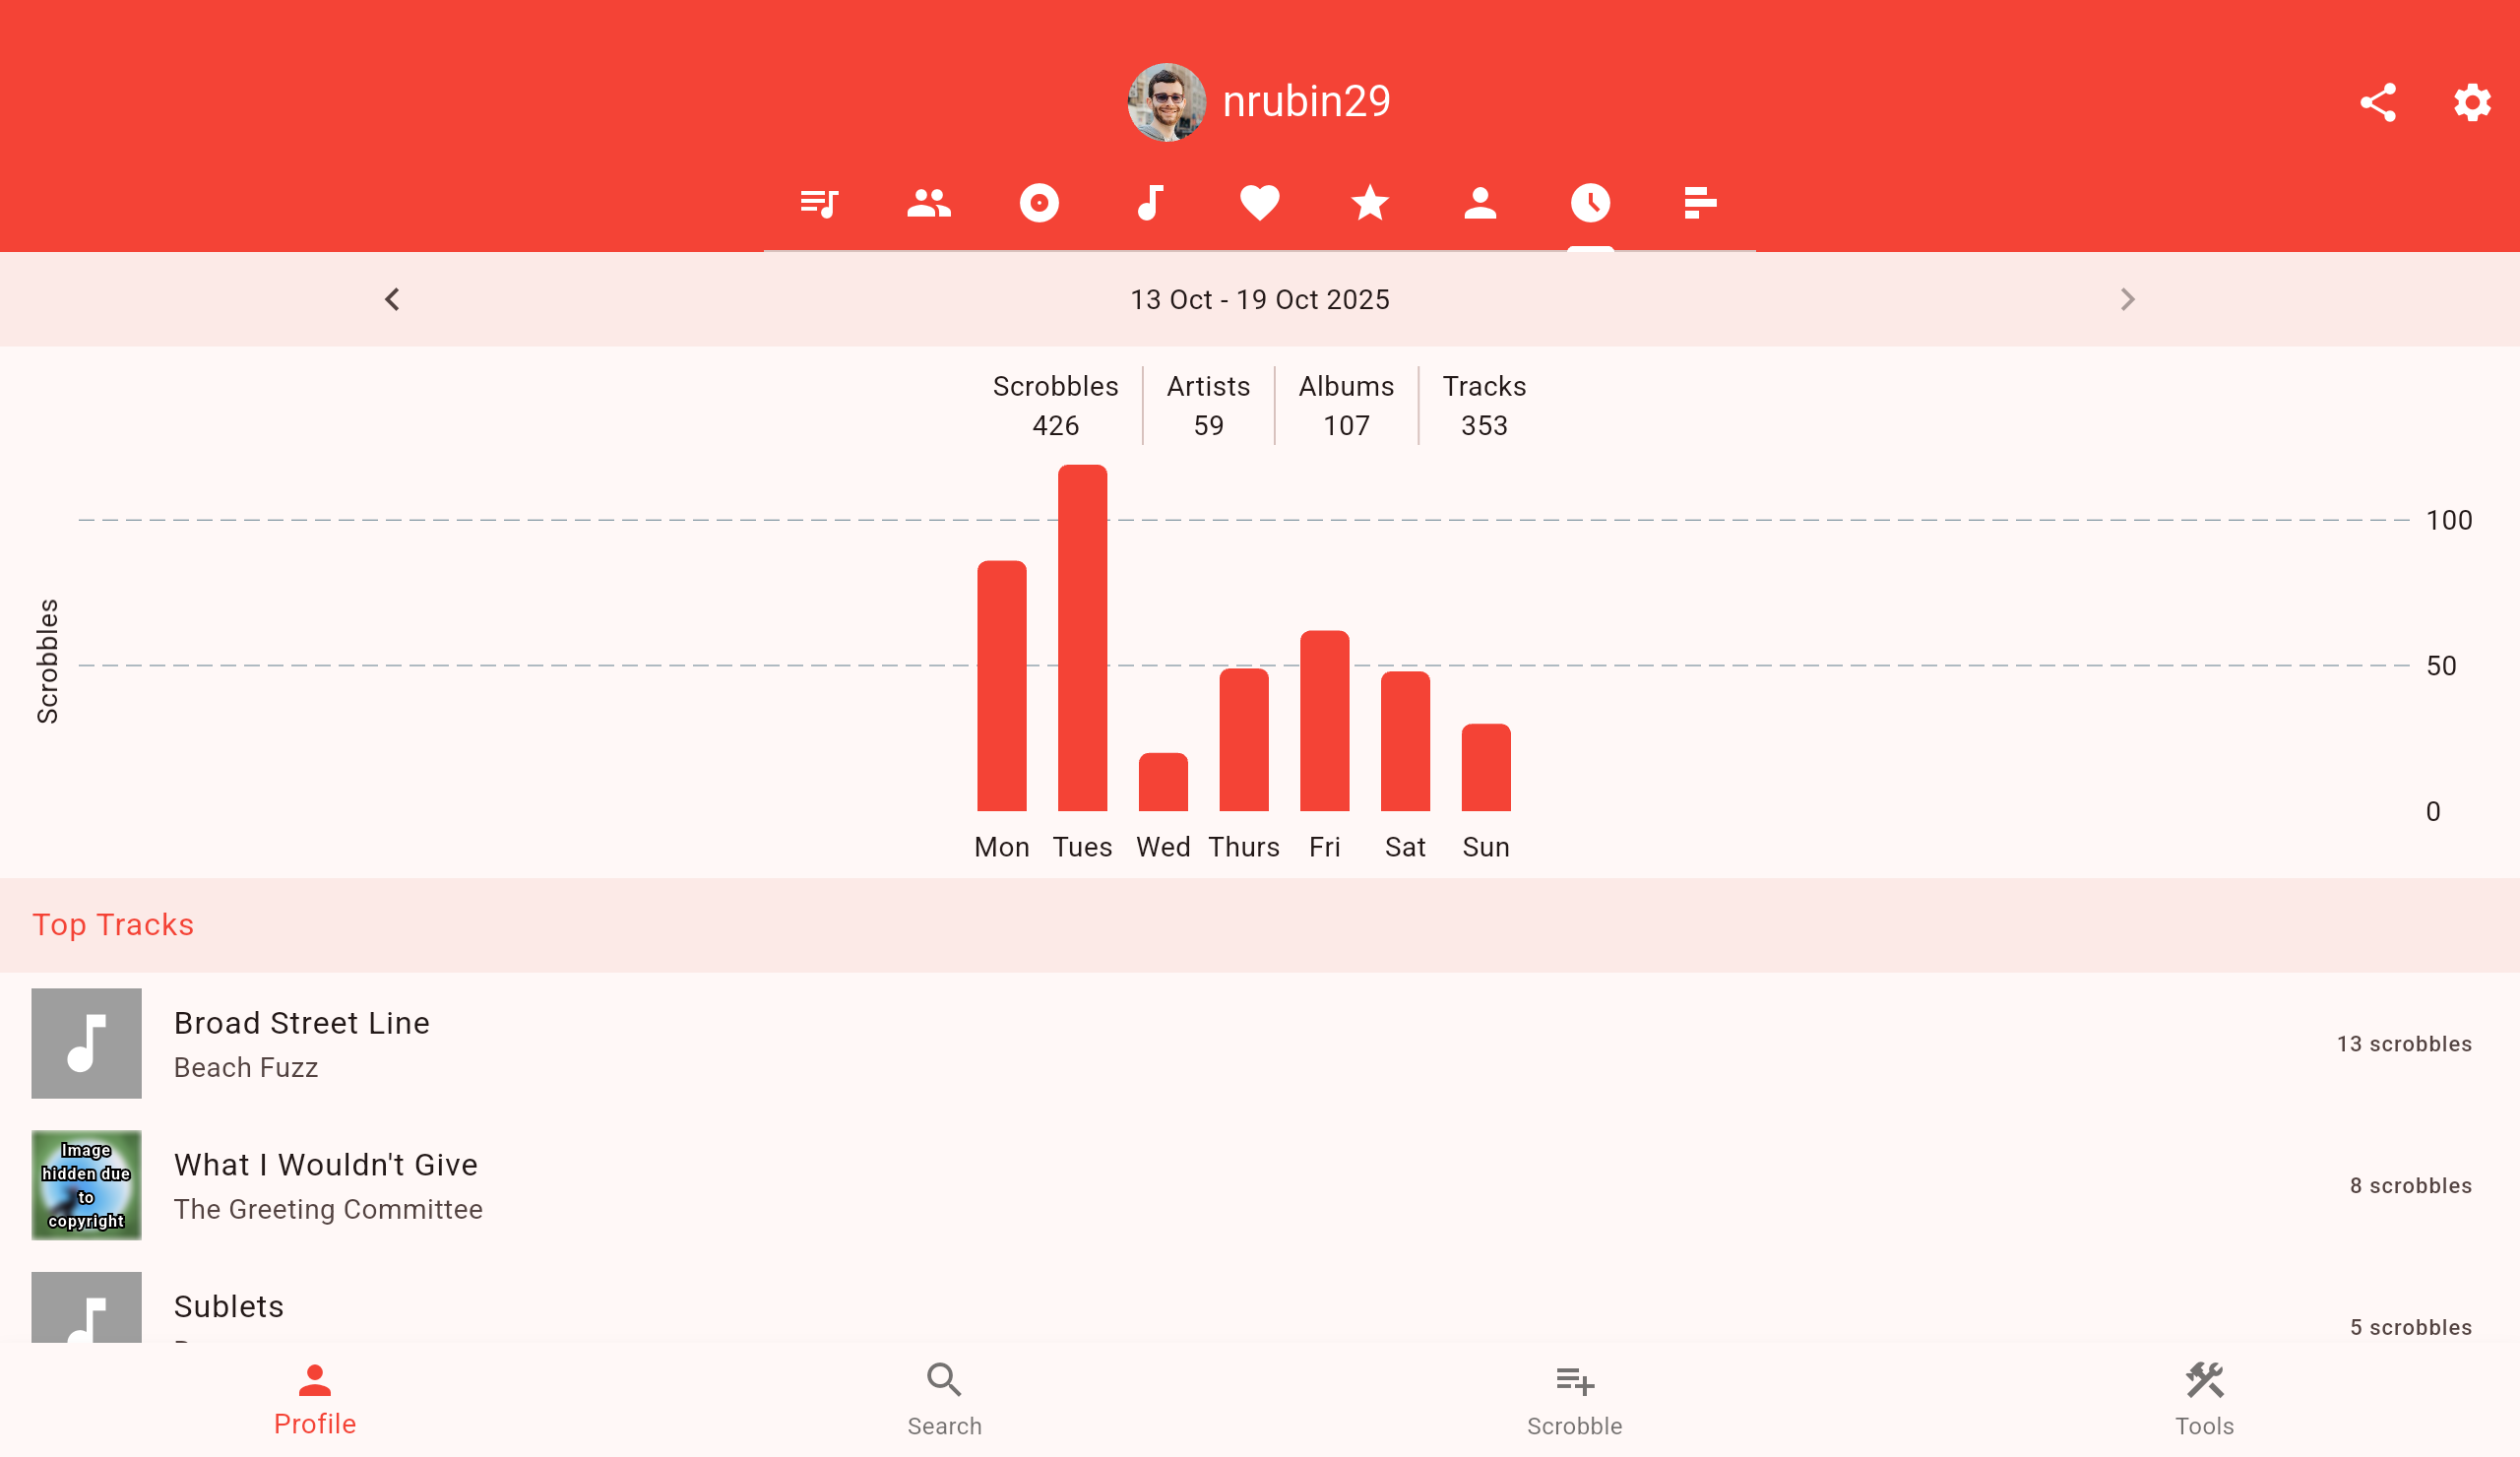 nrubin29
13 Oct - 19 Oct 2025
Scrobbles Artists Albums Tracks
426 59 107 353
Scrobbles
100
50
0
Mon Tues Wed Thurs Fri Sat Sun
Top Tracks
Broad Street Line
Beach Fuzz
13 scrobbles
Image
hidden due
to
copyright
What I Wouldn't Give
The Greeting Committee
8 scrobbles
Sublets
5 scrobbles
Profile Search Scrobble Tools